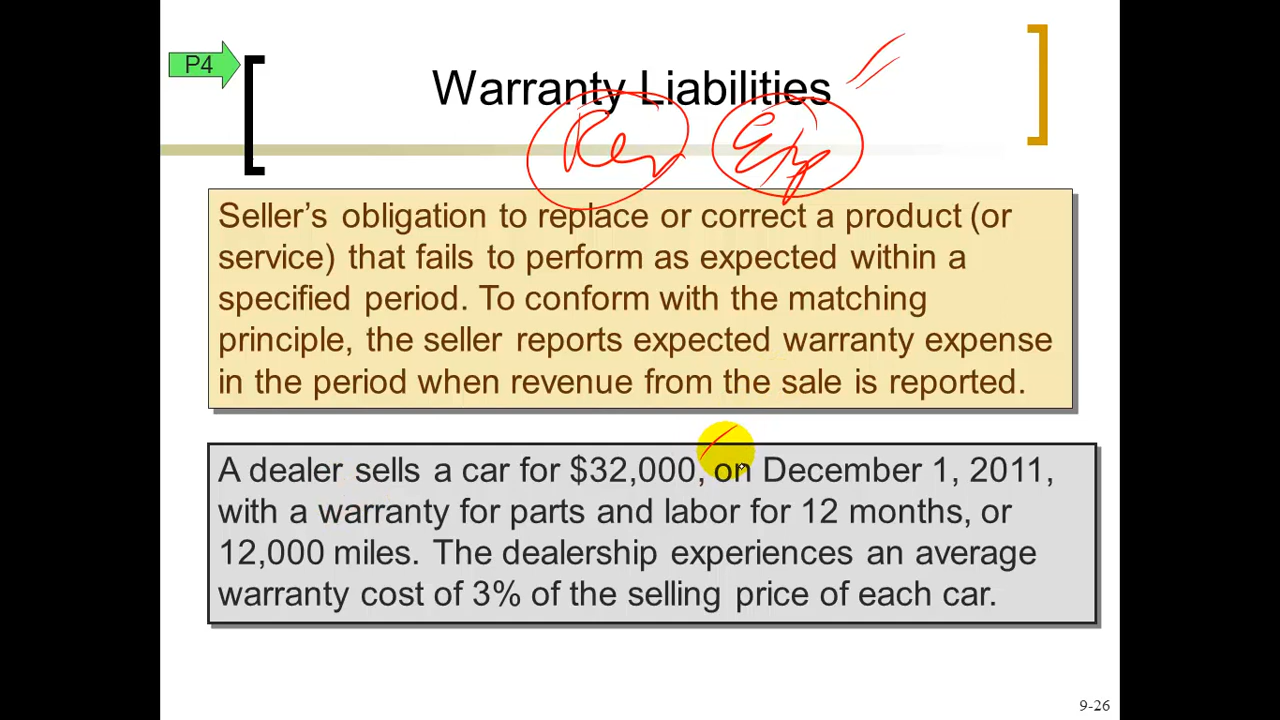 P4
Warranty Liabilities
Rev Exp
Seller's obligation to replace or correct a product (or
service) that fails to perform as expected within a
specified period. To conform with the matching
principle, the seller reports expected warranty expense
in the period when revenue from the sale is reported.
A dealer sells a car for $32,000, on December 1, 2011,
with a warranty for parts and labor for 12 months, or
12,000 miles. The dealership experiences an average
warranty cost of 3% of the selling price of each car.
9-26